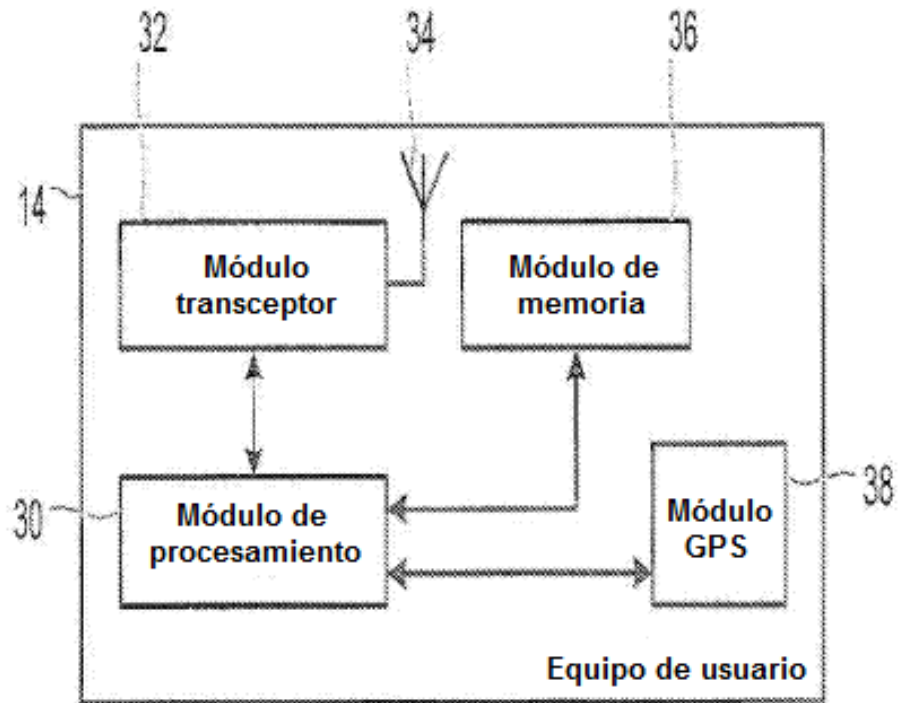 32
34
36
14
Módulo
transceptor
Módulo de
memoria
30
Módulo de
procesamiento
Módulo
GPS
38
Equipo de usuario